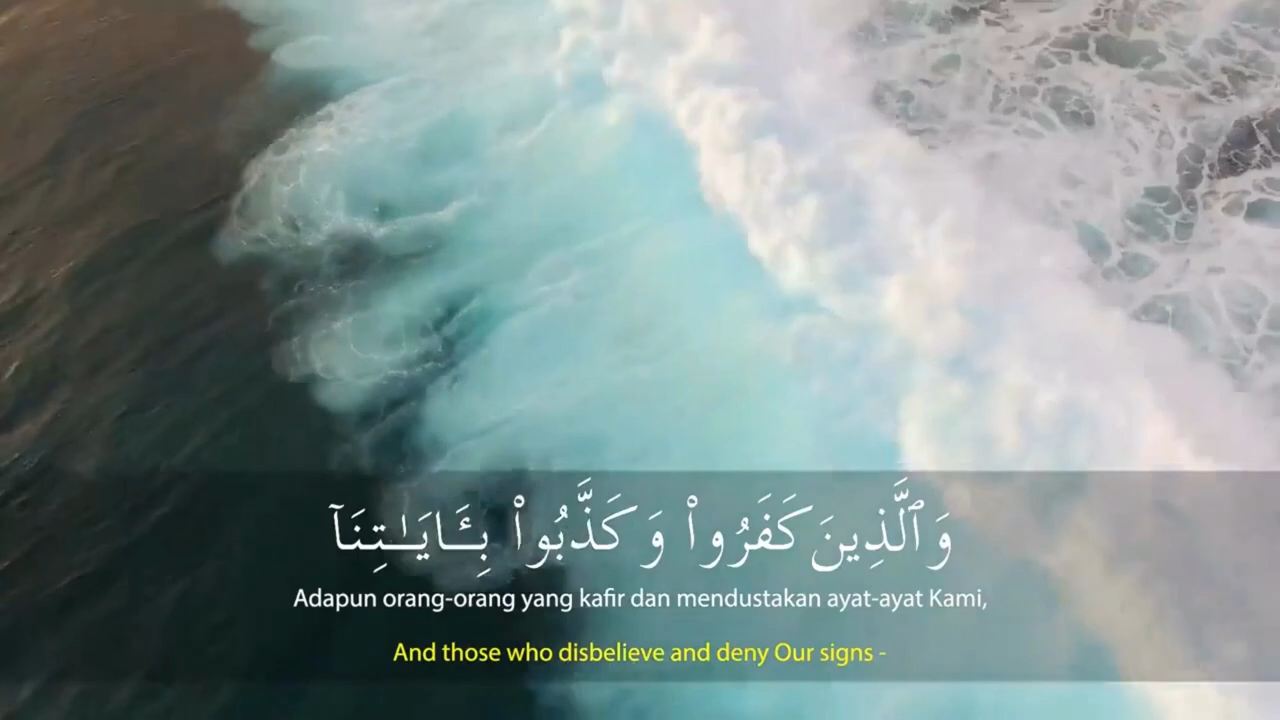 وَٱلَّذِينَ كَفَرُوا۟ وَكَذَّبُوا۟ بِـَٔايَـٰتِنَآ
Adapun orang-orang yang kafir dan mendustakan ayat-ayat Kami,
And those who disbelieve and deny Our signs -